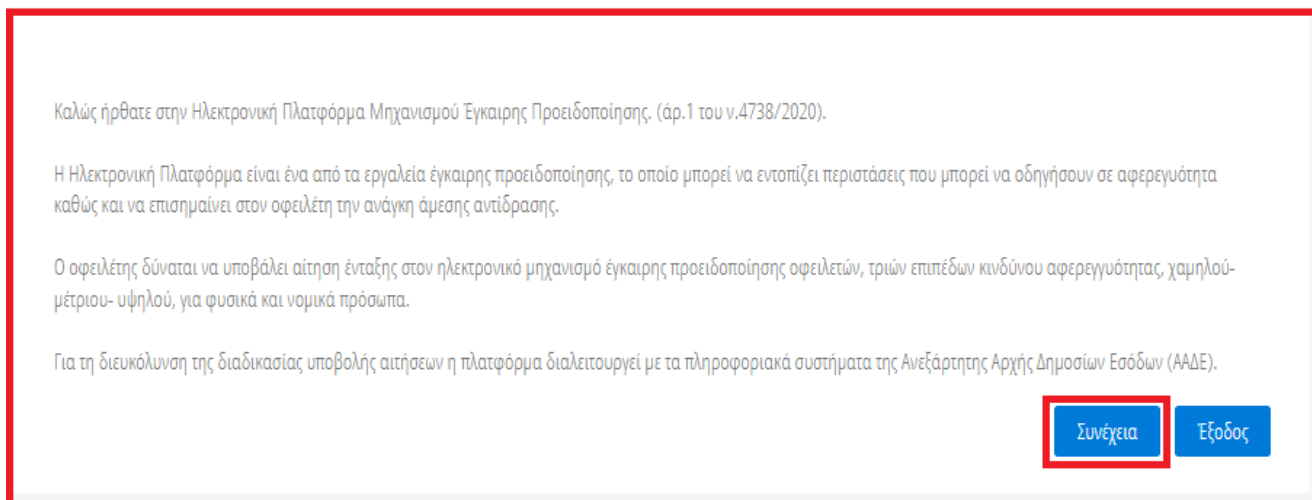 Καλώς ήρθατε στην Ηλεκτρονική Πλατφόρμα Μηχανισμού Έγκαιρης Προειδοποίησης. (άρ.1 του ν.4738/2020).
Η Ηλεκτρονική Πλατφόρμα είναι ένα από τα εργαλεία έγκαιρης προειδοποίησης, το οποίο μπορεί να εντοπίζει περιστάσεις που μπορεί να οδηγήσουν σε αφερεγυότητα
καθώς και να επισημαίνει στον οφειλέτη την ανάγκη άμεσης αντίδρασης.
Ο οφειλέτης δύναται να υποβάλει αίτηση ένταξης στον ηλεκτρονικό μηχανισμό έγκαιρης προειδοποίησης οφειλετών, τριών επιπέδων κινδύνου αφερεγγυότητας, χαμηλού-
μέτριου- υψηλού, για φυσικά και νομικά πρόσωπα.
Για τη διευκόλυνση της διαδικασίας υποβολής αιτήσεων η πλατφόρμα διαλειτουργεί με τα πληροφοριακά συστήματα της Ανεξάρτητης Αρχής Δημοσίων Εσόδων (ΑΑΔΕ).
Συνέχεια Έξοδος